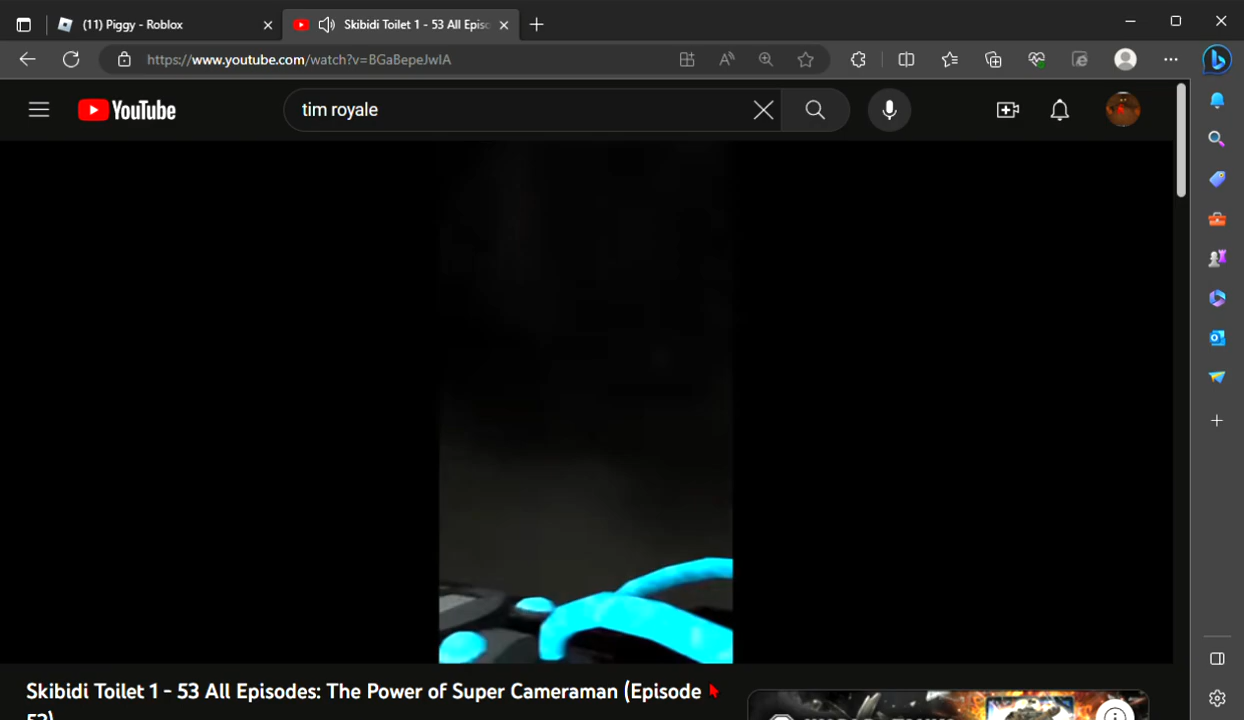 (11) Piggy - Roblox
Skibidi Toilet 1 - 53 All Episo
https://www.youtube.com/watch?v=BGaBepeJwIA
YouTube
tim royale
Skibidi Toilet 1 - 53 All Episodes: The Power of Super Cameraman (Episode
53)